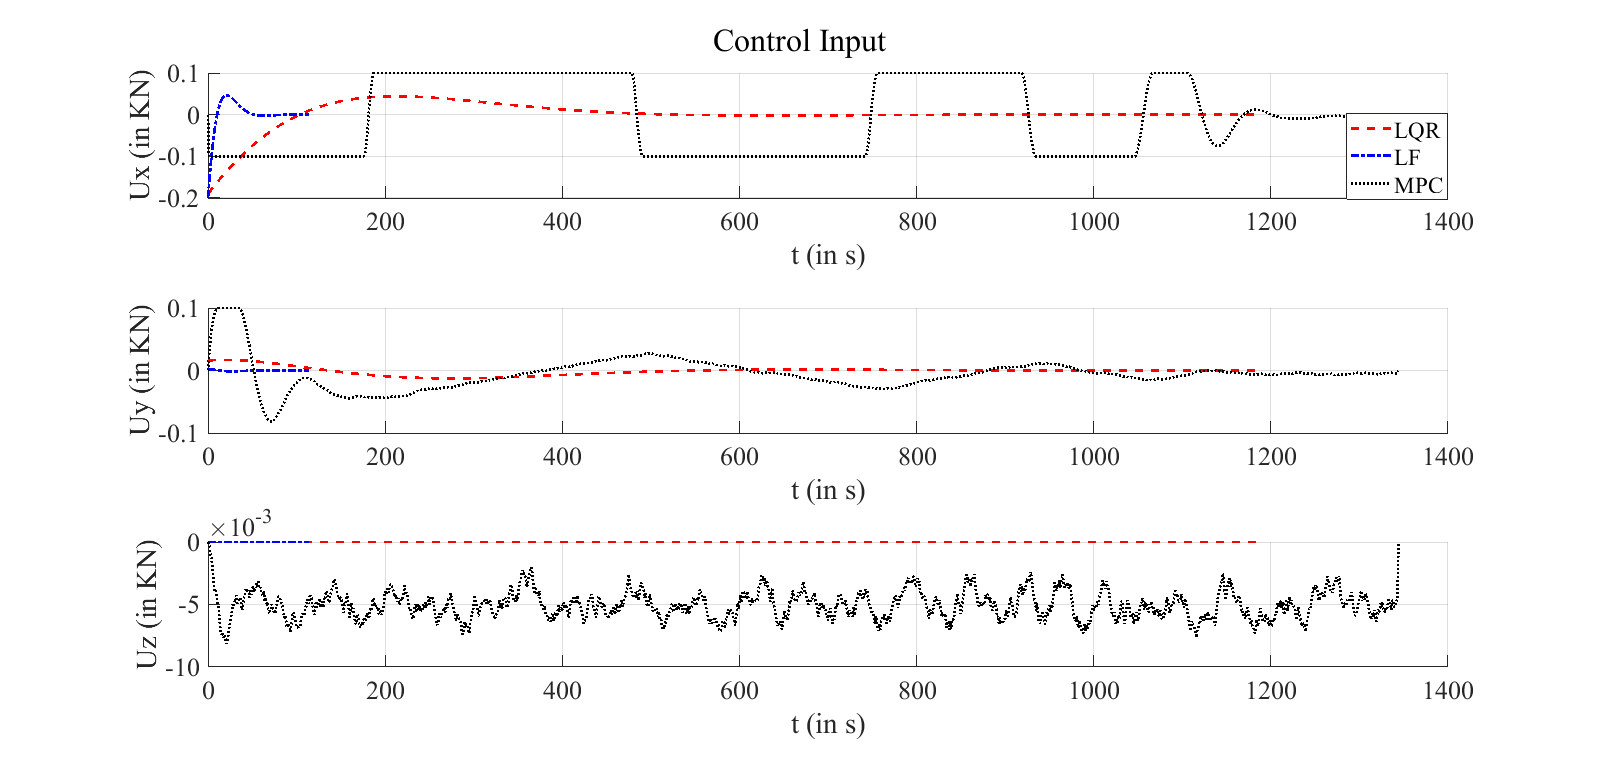 Control Input
Ux (in KN)
0.1
0
-0.1
-0.2
0 200 400 600 800 1000 1200 1400
t (in s)
LQR
LF
MPC
Uy (in KN)
0.1
0
-0.1
0 200 400 600 800 1000 1200 1400
t (in s)
×10-3
Uz (in KN)
0
-5
-10
0 200 400 600 800 1000 1200 1400
t (in s)